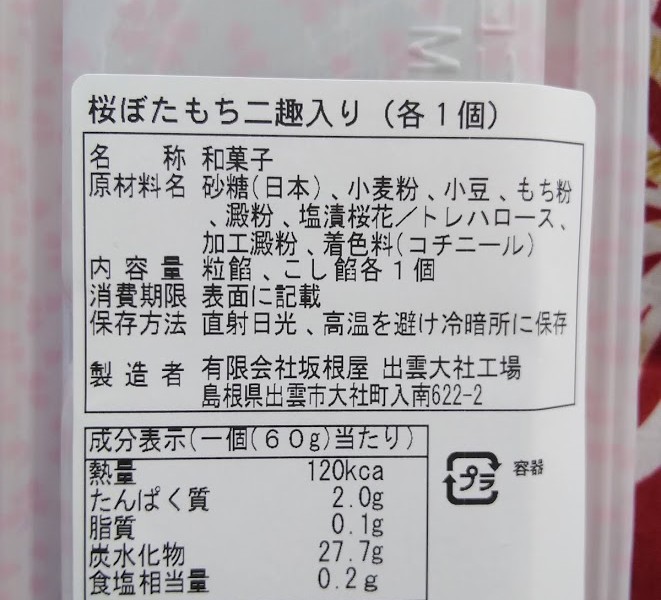 桜ぼたもち二趣入り（各１個）
名称 和菓子
原材料名 砂糖(日本)、小麦粉、小豆、もち粉
、澱粉、塩漬桜花／トレハロース、
加工澱粉、着色料(コチニール)
内容量 粒餡、こし餡各１個
消費期限 表面に記載
保存方法 直射日光、高温を避け冷暗所に保存
製造者 有限会社坂根屋 出雲大社工場
島根県出雲市大社町入南622-2
成分表示(一個(６０g)当たり)
熱量 120kca
たんぱく質 2.0g
脂質 0.1g
炭水化物 27.7g
食塩相当量 0.2g
プラ 容器